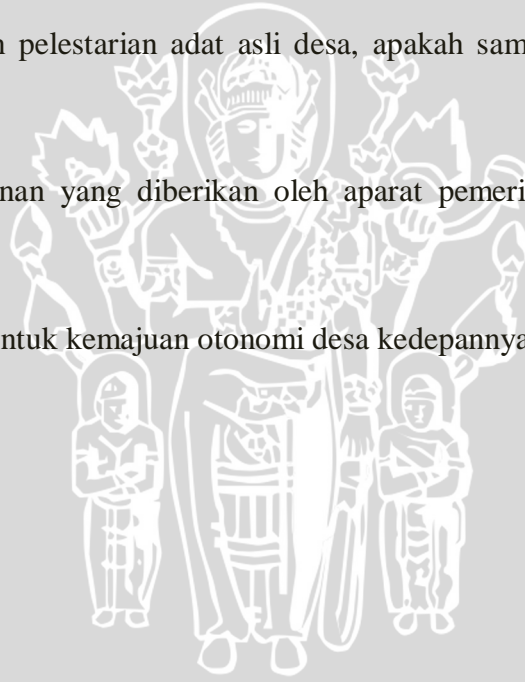 pelestarian adat asli desa, apakah sam
nan yang diberikan oleh aparat pemeri
ntuk kemajuan otonomi desa kedepannya